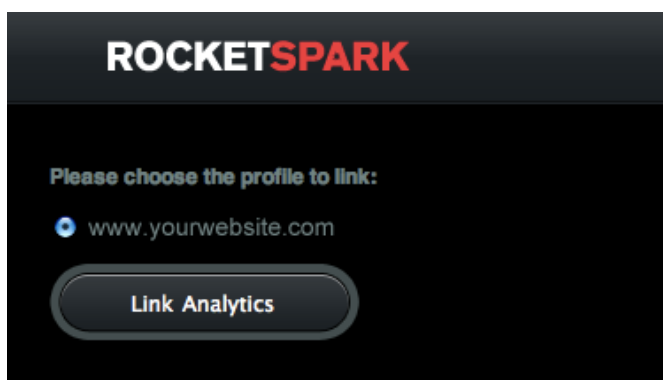 ROCKETSPARK
Please choose the profile to link:
www.yourwebsite.com
Link Analytics